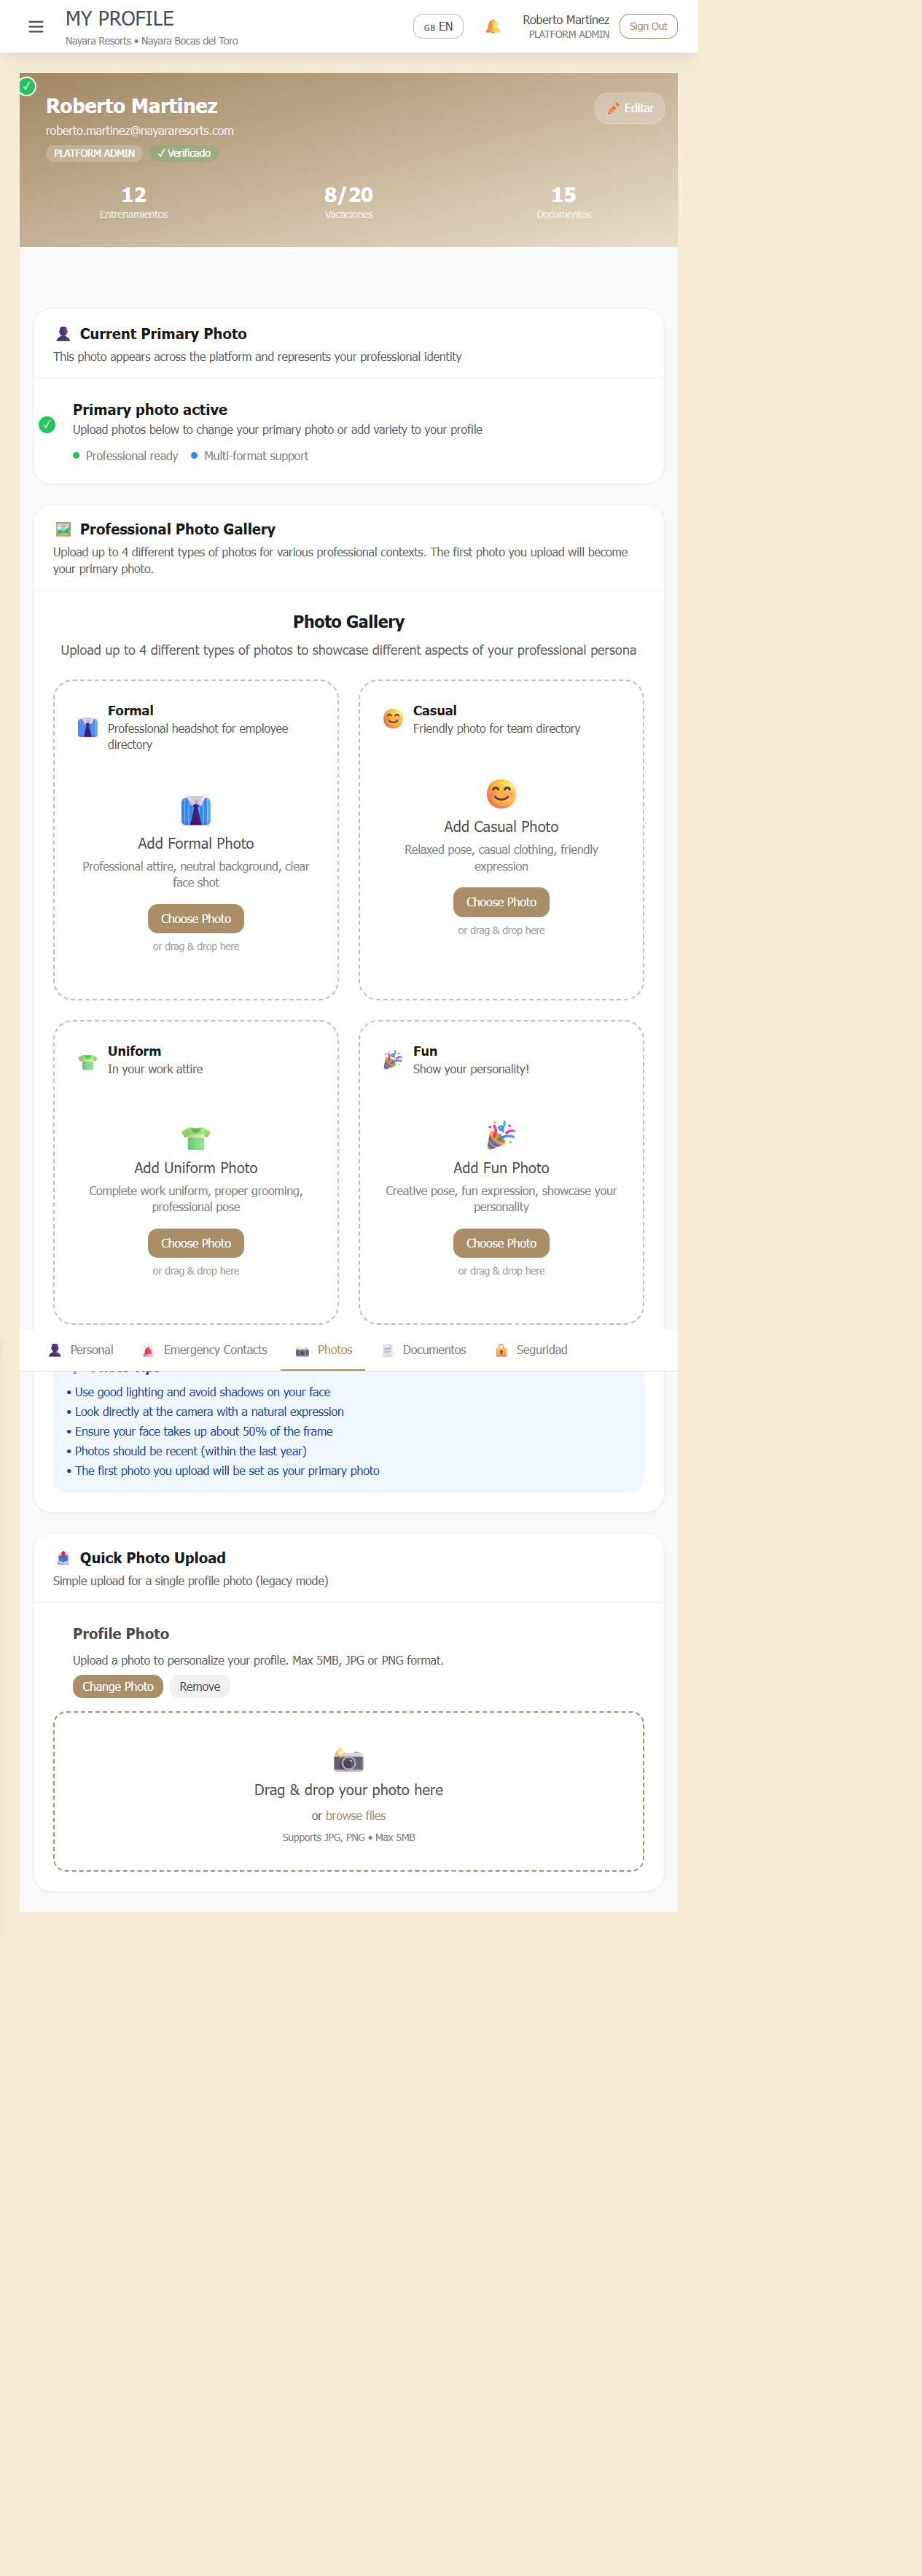 MY PROFILE
Nayara Resorts • Nayara Bocas del Toro
GB EN
Roberto Martinez
PLATFORM ADMIN
Sign Out
Roberto Martinez
roberto.martinez@nayararesorts.com
PLATFORM ADMIN
✓ Verificado
Editar
12
Entrenamientos
8/20
Vacaciones
15
Documentos
Current Primary Photo
This photo appears across the platform and represents your professional identity
Primary photo active
Upload photos below to change your primary photo or add variety to your profile
Professional ready
Multi-format support
Professional Photo Gallery
Upload up to 4 different types of photos for various professional contexts. The first photo you upload will become
your primary photo.
Photo Gallery
Upload up to 4 different types of photos to showcase different aspects of your professional persona
Formal
Professional headshot for employee
directory
Add Formal Photo
Professional attire, neutral background, clear
face shot
Choose Photo
or drag & drop here
Casual
Friendly photo for team directory
Add Casual Photo
Relaxed pose, casual clothing, friendly
expression
Choose Photo
or drag & drop here
Uniform
In your work attire
Add Uniform Photo
Complete work uniform, proper grooming,
professional pose
Choose Photo
or drag & drop here
Fun
Show your personality!
Add Fun Photo
Creative pose, fun expression, showcase your
personality
Choose Photo
or drag & drop here
Personal
Emergency Contacts
Photos
Documentos
Seguridad
• Use good lighting and avoid shadows on your face
• Look directly at the camera with a natural expression
• Ensure your face takes up about 50% of the frame
• Photos should be recent (within the last year)
• The first photo you upload will be set as your primary photo
Quick Photo Upload
Simple upload for a single profile photo (legacy mode)
Profile Photo
Upload a photo to personalize your profile. Max 5MB, JPG or PNG format.
Change Photo
Remove
Drag & drop your photo here
or browse files
Supports JPG, PNG • Max 5MB